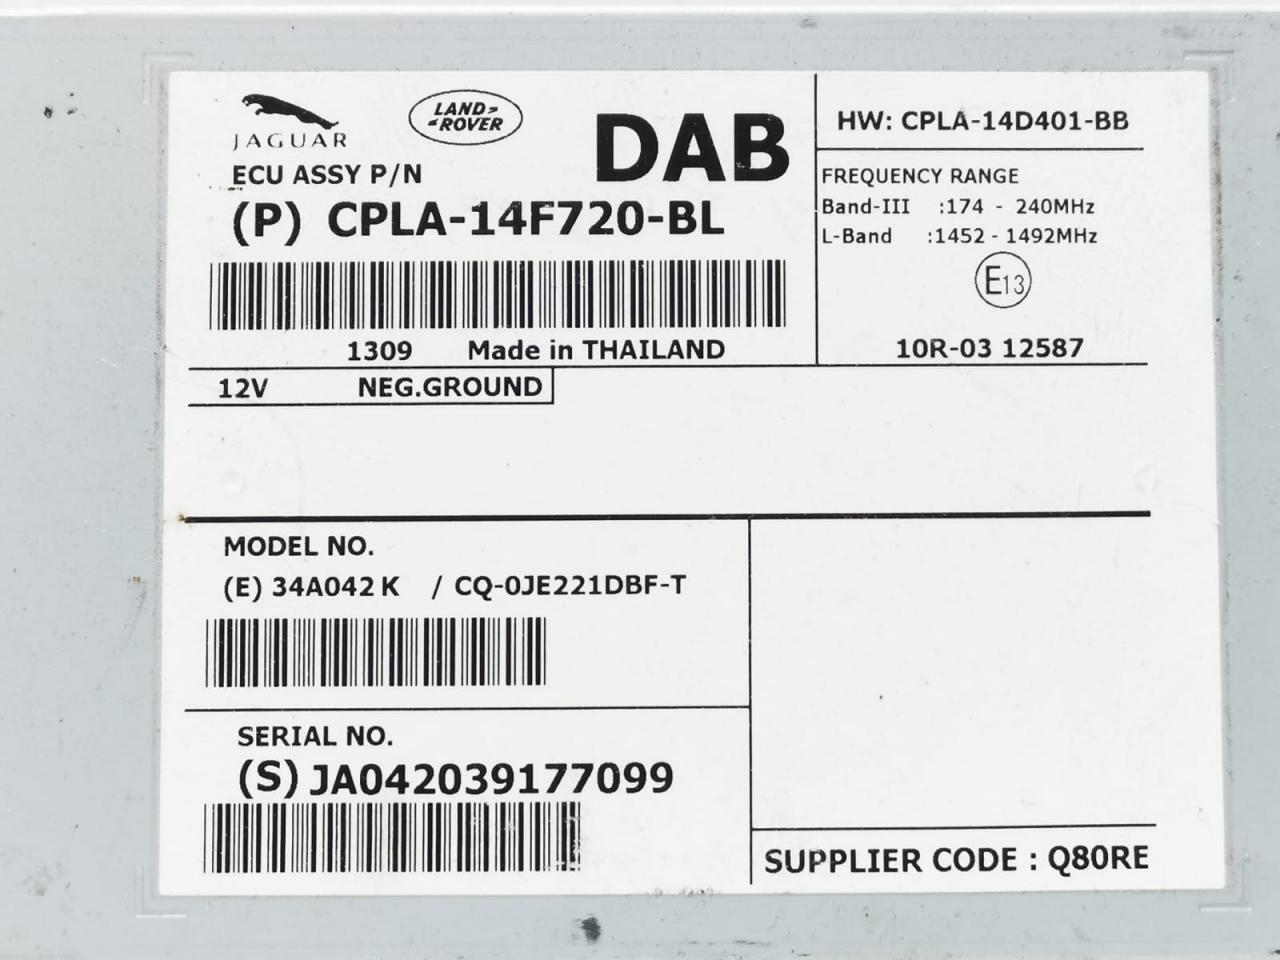 JAGUAR
LAND ROVER
DAB
ECU ASSY P/N
(P) CPLA-14F720-BL
1309 Made in THAILAND
HW: CPLA-14D401-BB
FREQUENCY RANGE
Band-III :174 - 240MHz
L-Band :1452 - 1492MHz
E13
10R-03 12587
12V NEG.GROUND
MODEL NO.
(E) 34A042 K / CQ-0JE221DBF-T
SERIAL NO.
(S) JA042039177099
SUPPLIER CODE : Q80RE